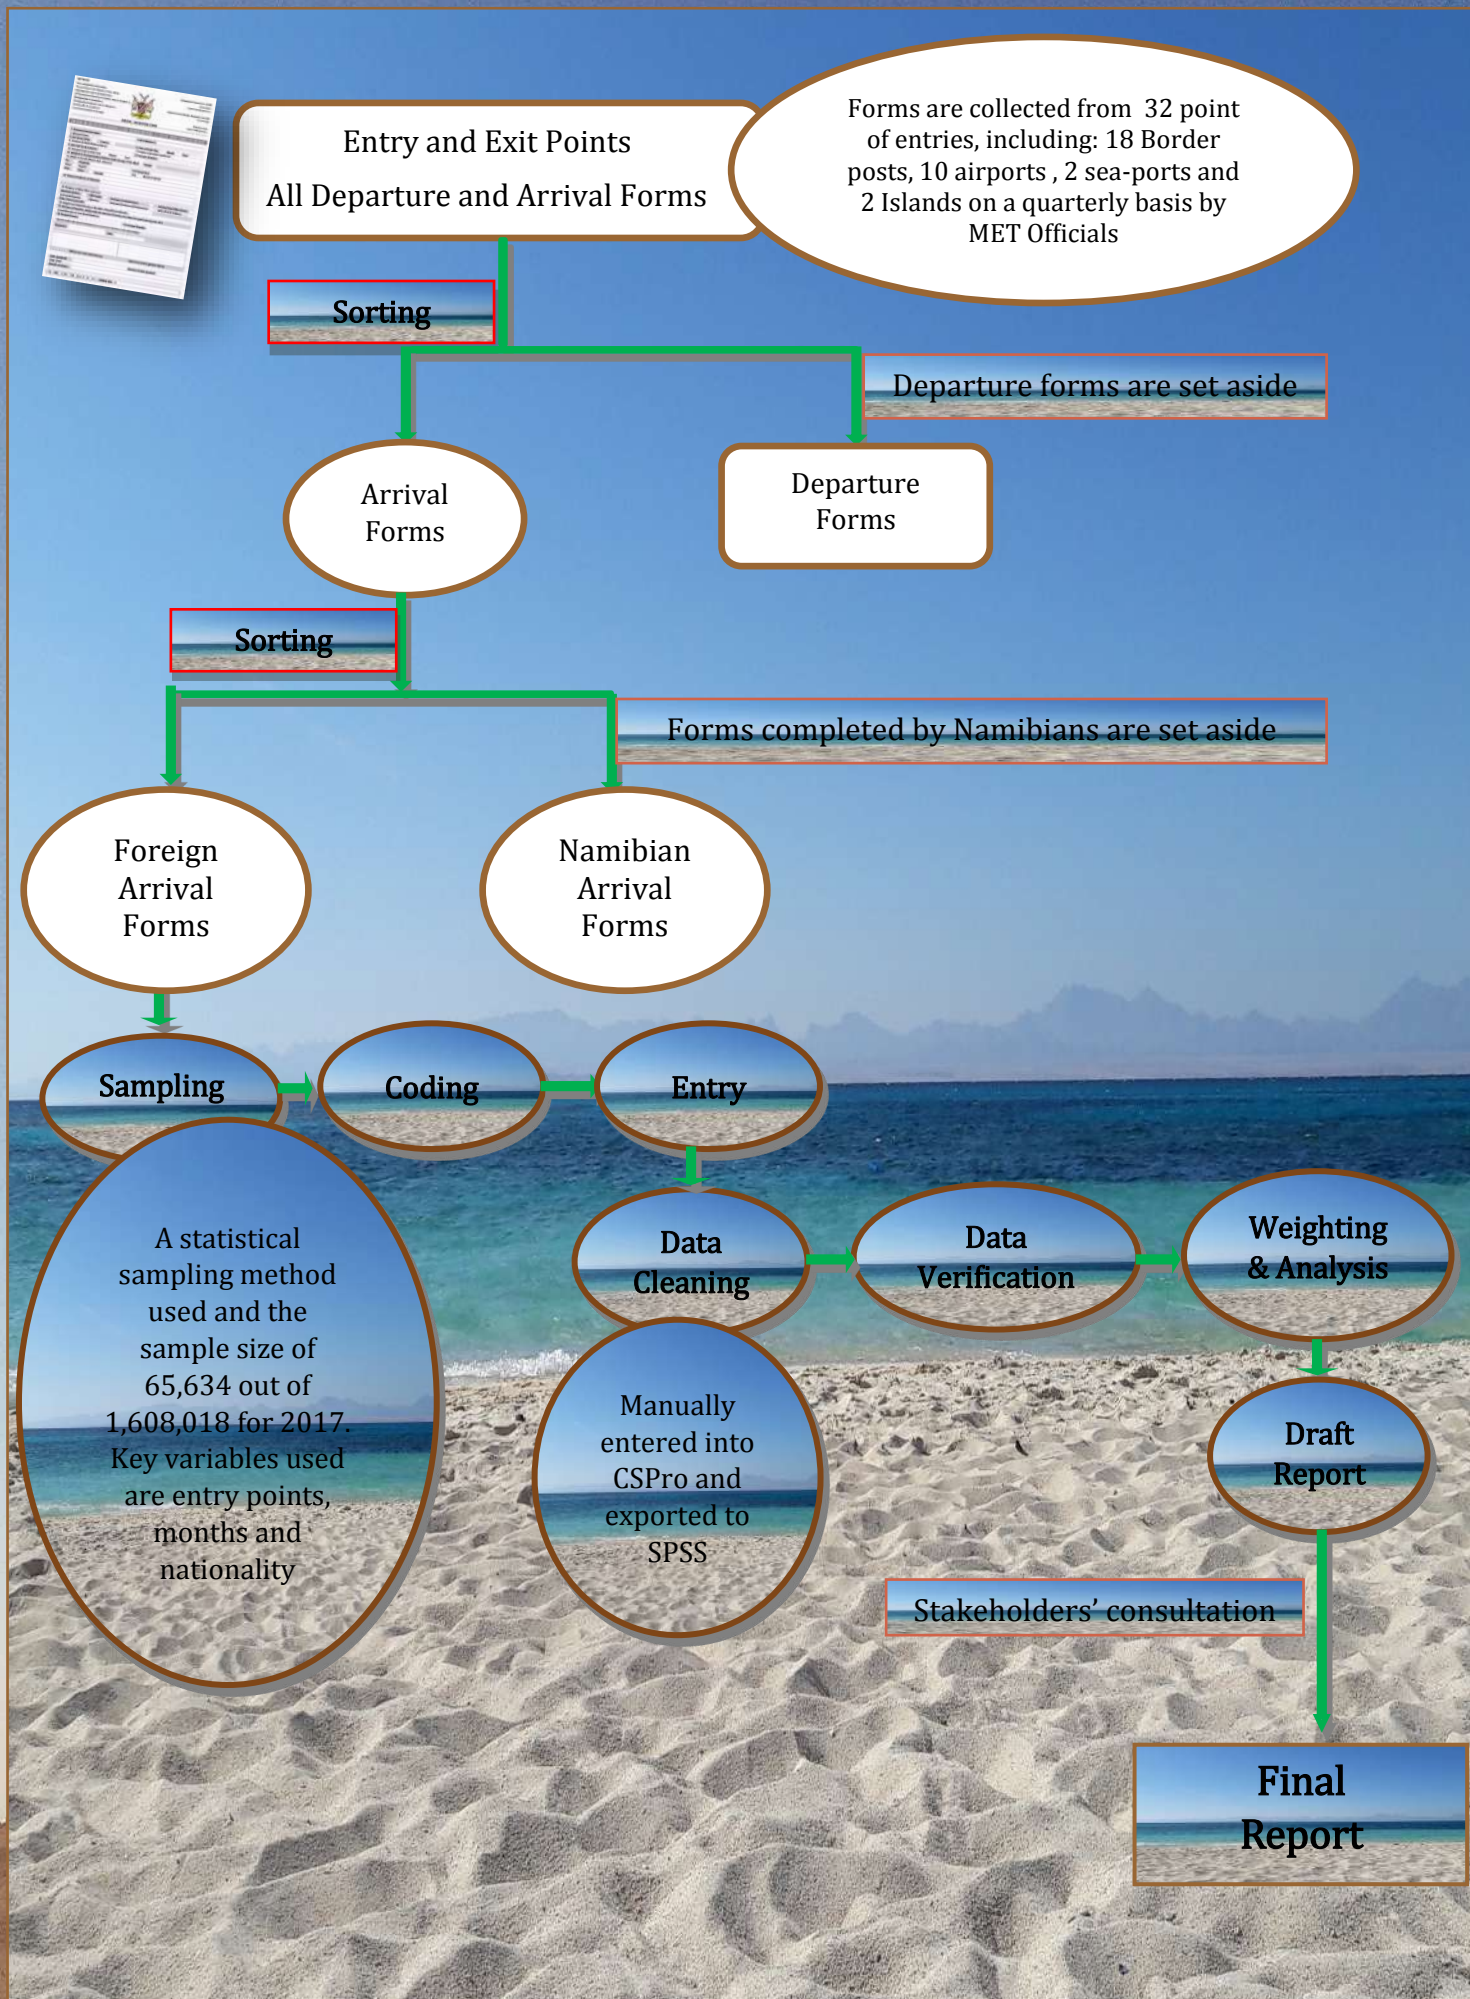 Entry and Exit Points
All Departure and Arrival Forms
Forms are collected from 32 point
of entries, including: 18 Border
posts, 10 airports , 2 sea-ports and
2 Islands on a quarterly basis by
MET Officials
Sorting
Departure forms are set aside
Arrival
Forms
Departure
Forms
Sorting
Forms completed by Namibians are set aside
Foreign
Arrival
Forms
Namibian
Arrival
Forms
Sampling
Coding
Entry
A statistical
sampling method
used and the
sample size of
65,634 out of
1,608,018 for 2017.
Key variables used
are entry points,
months and
nationality
Data
Cleaning
Data
Verification
Weighting
& Analysis
Manually
entered into
CSPro and
exported to
SPSS
Draft
Report
Stakeholders’ consultation
Final
Report